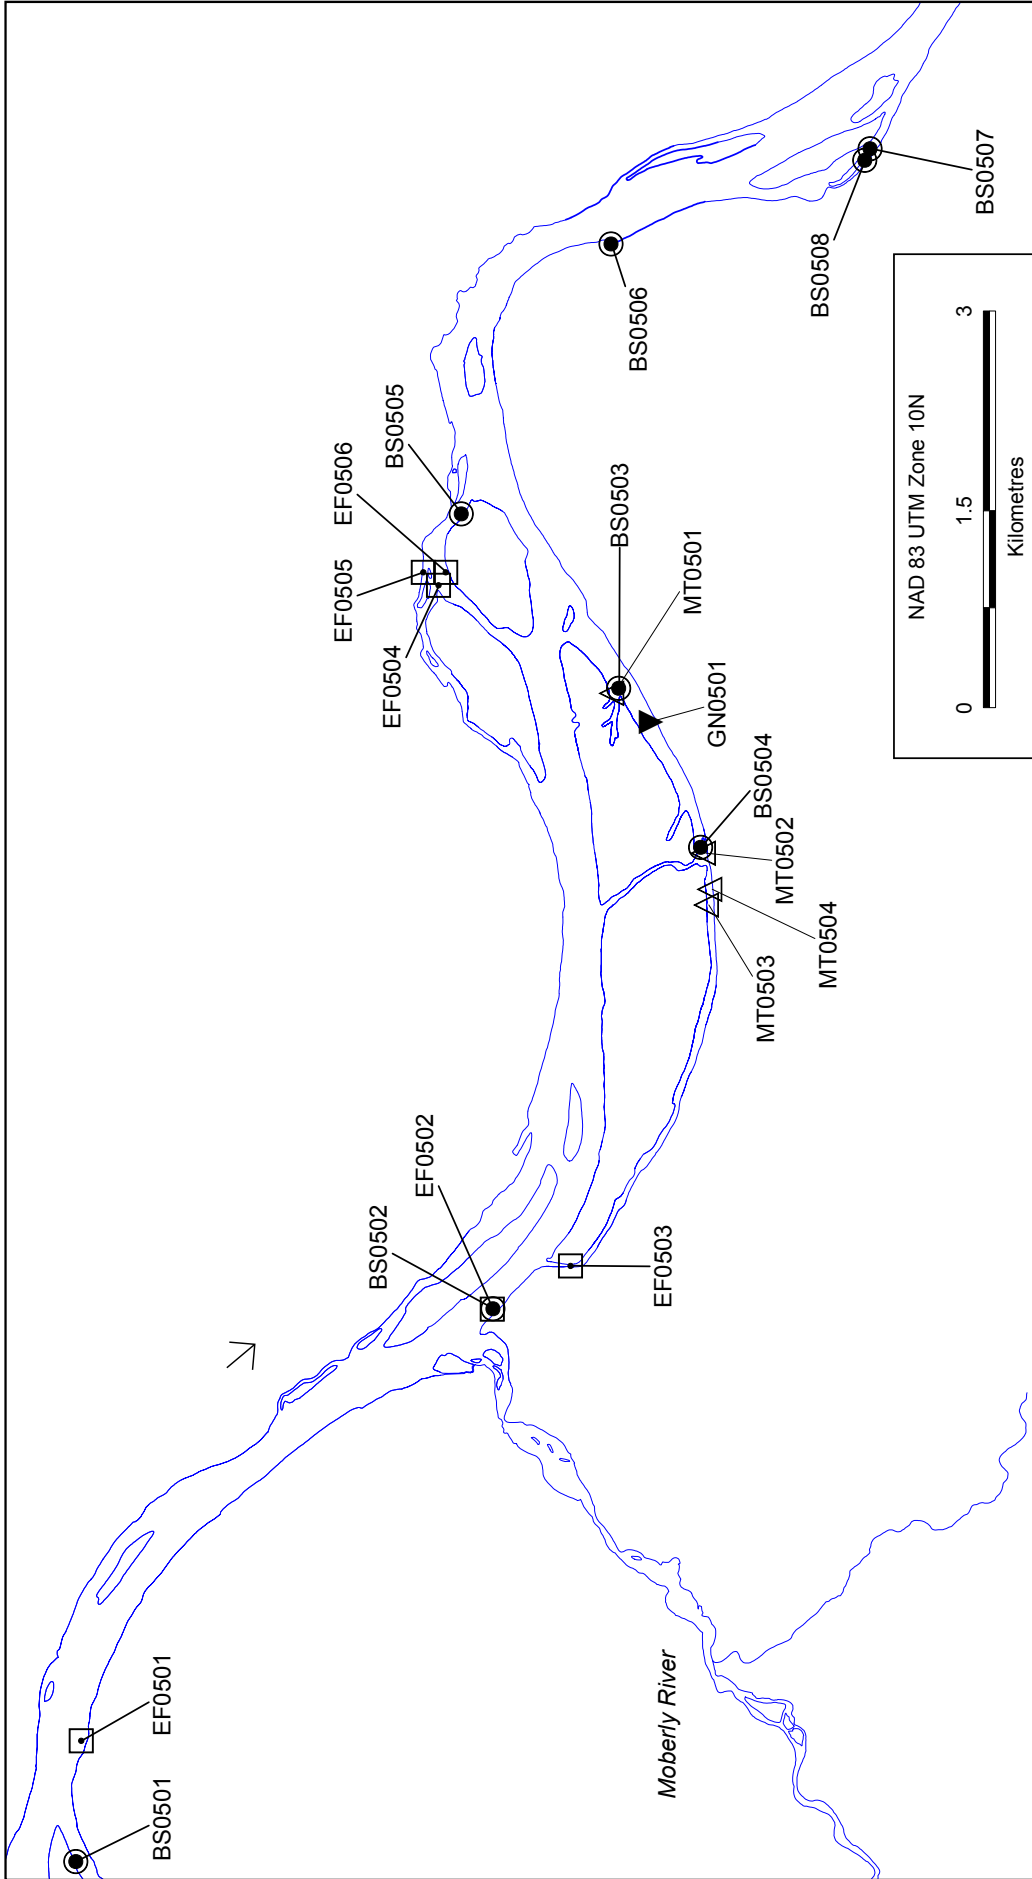 BS0501
EF0501
BS0502
EF0502
EF0503
Moberly River
MT0503
MT0504
MT0502
BS0504
GN0501
MT0501
BS0503
EF0504
EF0505
EF0506
BS0505
BS0506
BS0508
BS0507
NAD 83 UTM Zone 10N
0 1.5 3
Kilometres